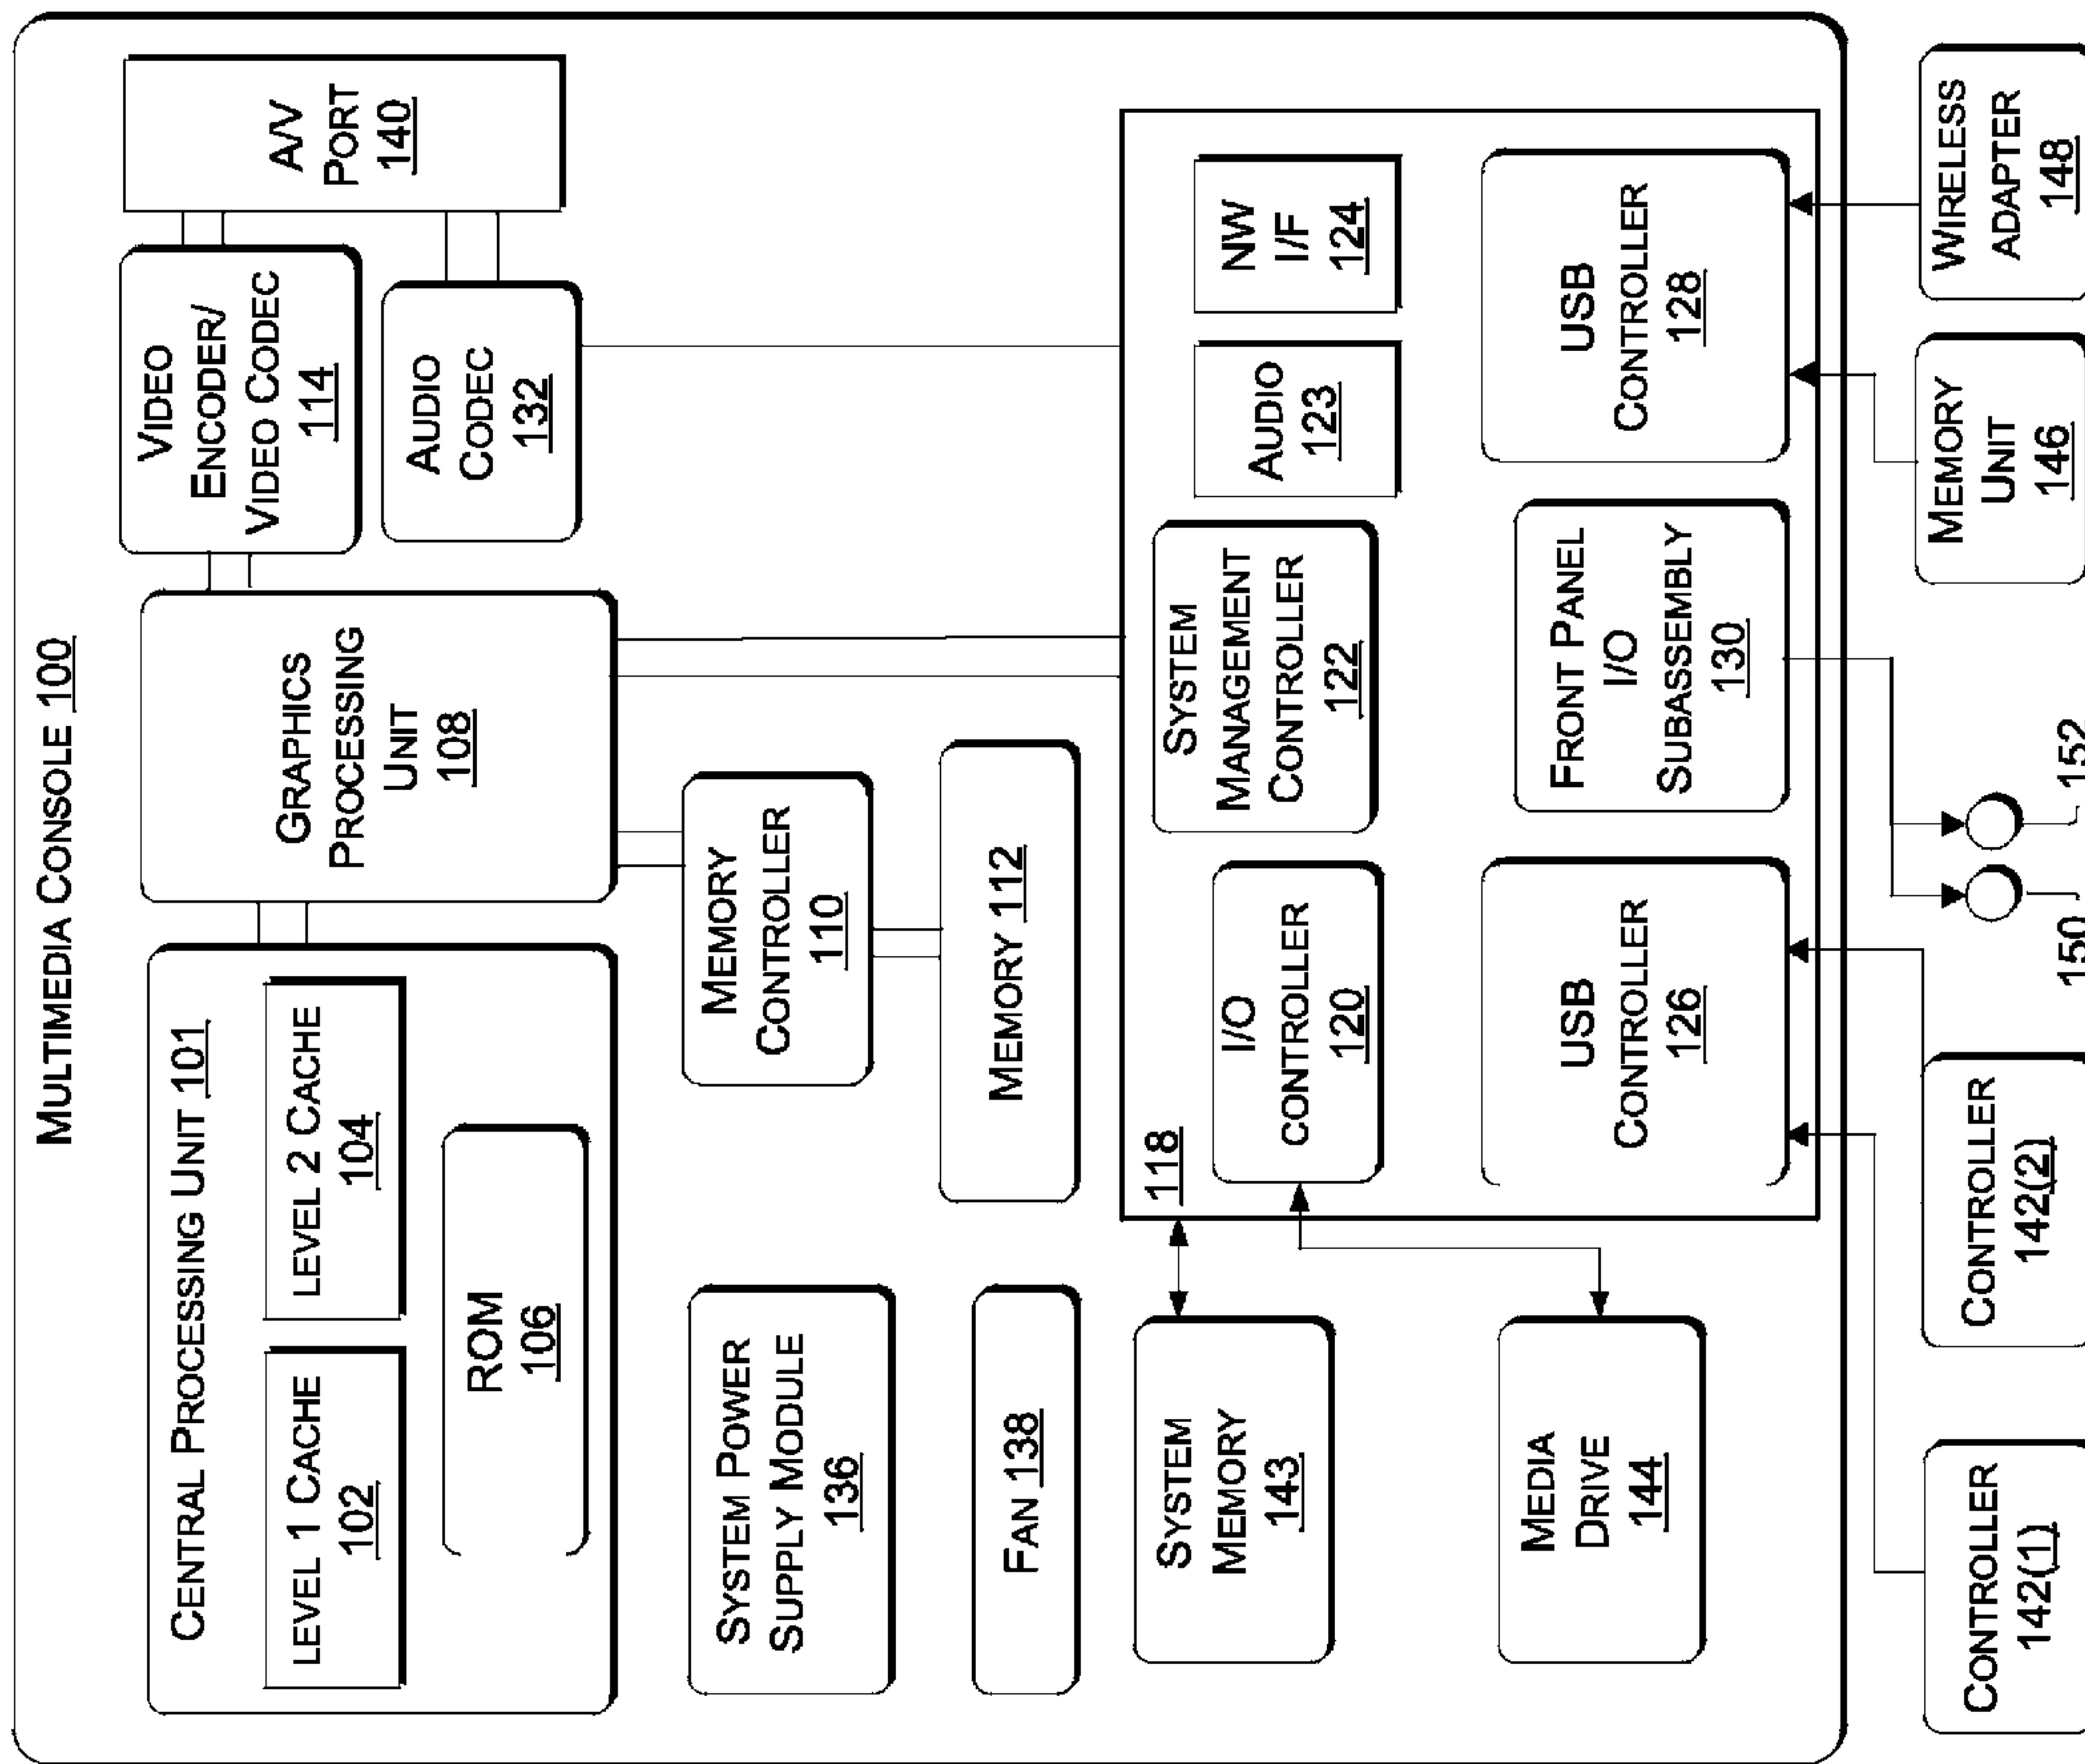 MULTIMEDIA CONSOLE 100
CENTRAL PROCESSING UNIT 101
LEVEL 1 CACHE
102
LEVEL 2 CACHE
104
ROM
106
GRAPHICS
PROCESSING
UNIT
108
VIDEO
ENCODER/
VIDEO CODEC
114
AUDIO
CODEC
132
A/V
PORT
140
SYSTEM POWER
SUPPLY MODULE
136
MEMORY
CONTROLLER
110
FAN 138
MEMORY 112
118
SYSTEM
MEMORY
143
I/O
CONTROLLER
120
SYSTEM
MANAGEMENT
CONTROLLER
122
AUDIO
123
NW
I/F
124
MEDIA
DRIVE
144
USB
CONTROLLER
126
FRONT PANEL
I/O
SUBASSEMBLY
130
USB
CONTROLLER
128
CONTROLLER
142(1)
CONTROLLER
142(2)
150
152
MEMORY
UNIT
146
WIRELESS
ADAPTER
148